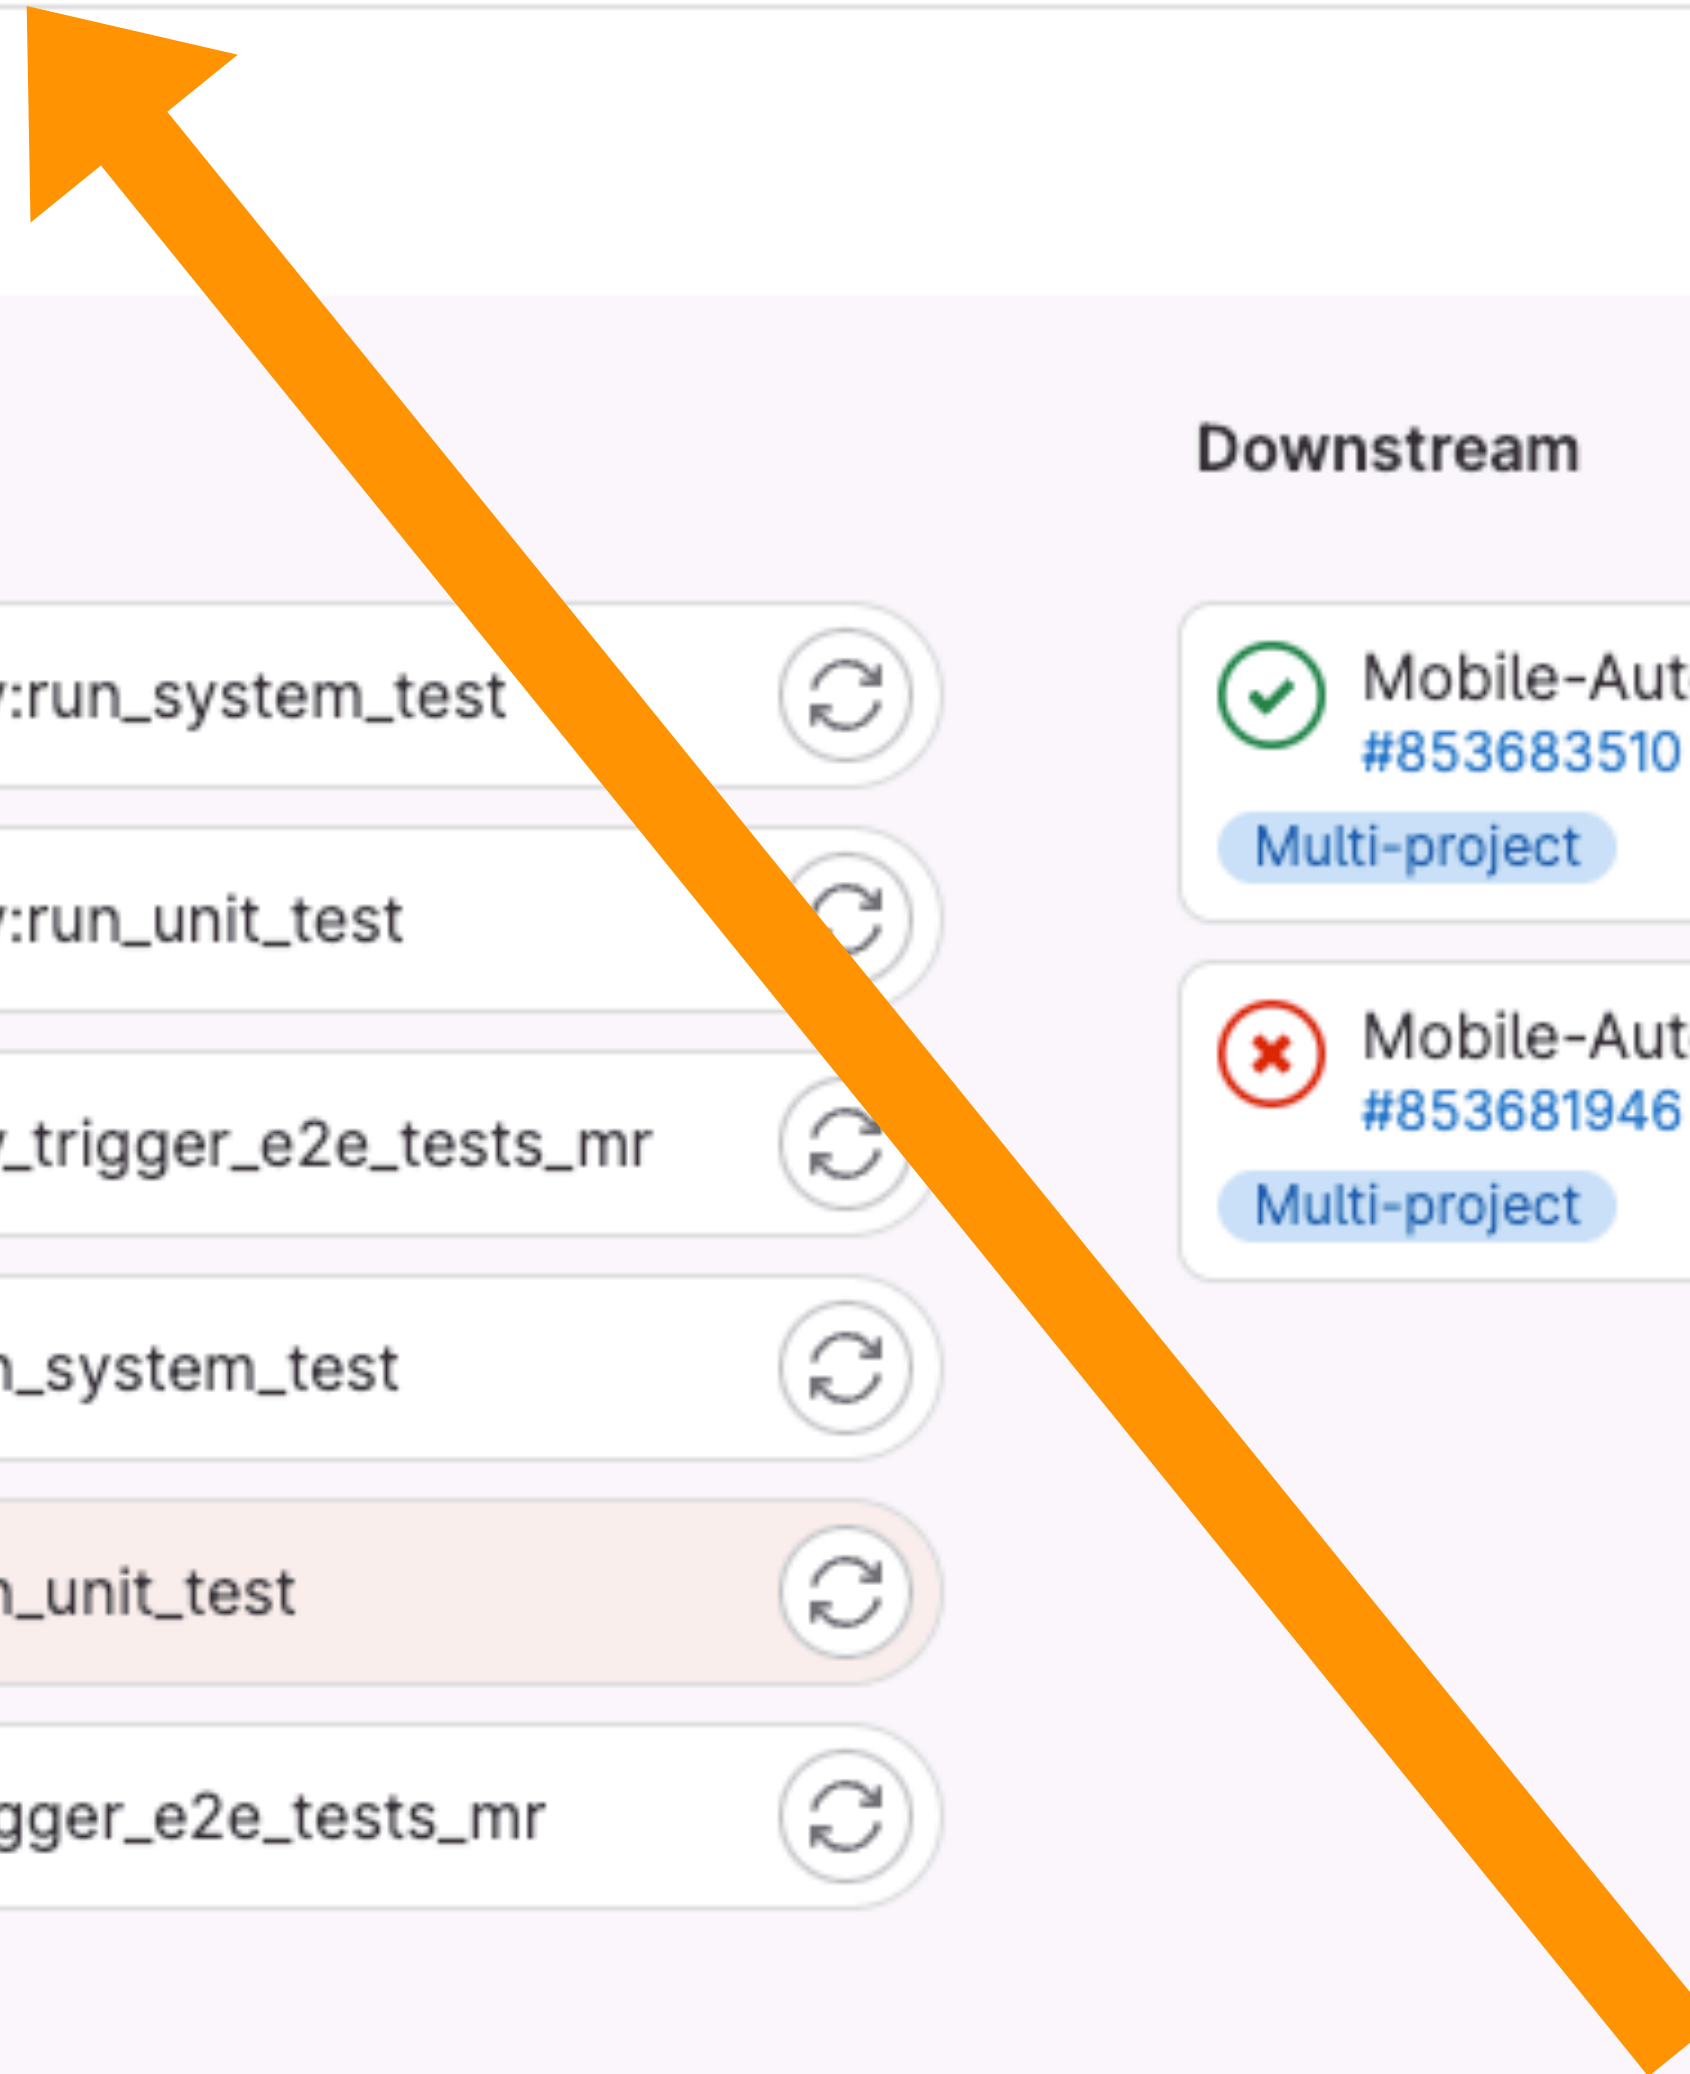 Downstream
:run_system_test
:run_unit_test
_trigger_e2e_tests_mr
_system_test
_unit_test
gger_e2e_tests_mr
Mobile-Aut
#853683510
Multi-project
Mobile-Aut
#853681946
Multi-project